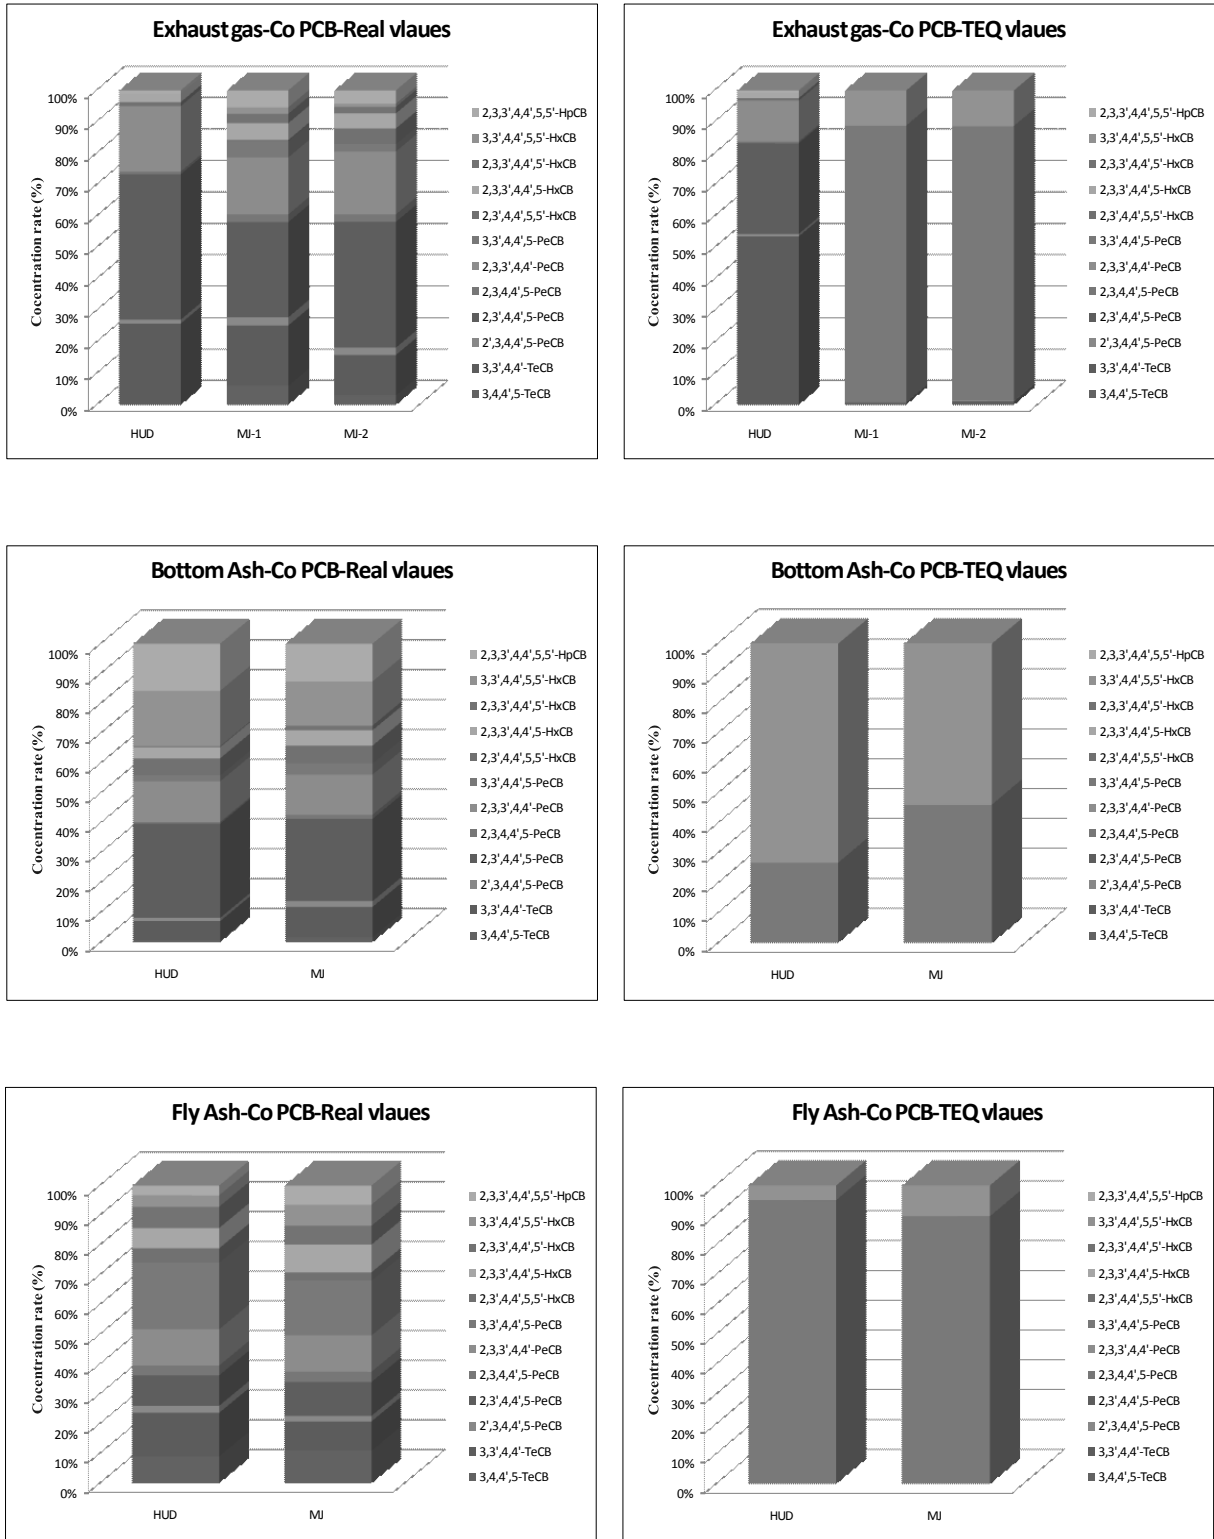 Exhaust gas-Co PCB-Real vlaues
Cocentration rate (%)
100%
90%
80%
70%
60%
50%
40%
30%
20%
10%
0%
HUD
MJ-1
MJ-2
2,3,3',4,4',5,5'-HpCB
3,3',4,4',5,5'-HxCB
2,3,3',4,4',5'-HxCB
2,3,3',4,4',5-HxCB
2,3',4,4',5,5'-HxCB
3,3',4,4',5-PeCB
2,3,3',4,4'-PeCB
2,3,4,4',5-PeCB
2,3',4,4',5-PeCB
2',3,4,4',5-PeCB
3,3',4,4'-TeCB
3,4,4',5-TeCB
Exhaust gas-Co PCB-TEQ vlaues
Cocentration rate (%)
100%
90%
80%
70%
60%
50%
40%
30%
20%
10%
0%
HUD
MJ-1
MJ-2
2,3,3',4,4',5,5'-HpCB
3,3',4,4',5,5'-HxCB
2,3,3',4,4',5'-HxCB
2,3,3',4,4',5-HxCB
2,3',4,4',5,5'-HxCB
3,3',4,4',5-PeCB
2,3,3',4,4'-PeCB
2,3,4,4',5-PeCB
2,3',4,4',5-PeCB
2',3,4,4',5-PeCB
3,3',4,4'-TeCB
3,4,4',5-TeCB
Bottom Ash-Co PCB-Real vlaues
Cocentration rate (%)
100%
90%
80%
70%
60%
50%
40%
30%
20%
10%
0%
HUD
MJ
2,3,3',4,4',5,5'-HpCB
3,3',4,4',5,5'-HxCB
2,3,3',4,4',5'-HxCB
2,3,3',4,4',5-HxCB
2,3',4,4',5,5'-HxCB
3,3',4,4',5-PeCB
2,3,3',4,4'-PeCB
2,3,4,4',5-PeCB
2,3',4,4',5-PeCB
2',3,4,4',5-PeCB
3,3',4,4'-TeCB
3,4,4',5-TeCB
Bottom Ash-Co PCB-TEQ vlaues
Cocentration rate (%)
100%
90%
80%
70%
60%
50%
40%
30%
20%
10%
0%
HUD
MJ
2,3,3',4,4',5,5'-HpCB
3,3',4,4',5,5'-HxCB
2,3,3',4,4',5'-HxCB
2,3,3',4,4',5-HxCB
2,3',4,4',5,5'-HxCB
3,3',4,4',5-PeCB
2,3,3',4,4'-PeCB
2,3,4,4',5-PeCB
2,3',4,4',5-PeCB
2',3,4,4',5-PeCB
3,3',4,4'-TeCB
3,4,4',5-TeCB
Fly Ash-Co PCB-Real vlaues
Cocentration rate (%)
100%
90%
80%
70%
60%
50%
40%
30%
20%
10%
0%
HUD
MJ
2,3,3',4,4',5,5'-HpCB
3,3',4,4',5,5'-HxCB
2,3,3',4,4',5'-HxCB
2,3,3',4,4',5-HxCB
2,3',4,4',5,5'-HxCB
3,3',4,4',5-PeCB
2,3,3',4,4'-PeCB
2,3,4,4',5-PeCB
2,3',4,4',5-PeCB
2',3,4,4',5-PeCB
3,3',4,4'-TeCB
3,4,4',5-TeCB
Fly Ash-Co PCB-TEQ vlaues
Cocentration rate (%)
100%
90%
80%
70%
60%
50%
40%
30%
20%
10%
0%
HUD
MJ
2,3,3',4,4',5,5'-HpCB
3,3',4,4',5,5'-HxCB
2,3,3',4,4',5'-HxCB
2,3,3',4,4',5-HxCB
2,3',4,4',5,5'-HxCB
3,3',4,4',5-PeCB
2,3,3',4,4'-PeCB
2,3,4,4',5-PeCB
2,3',4,4',5-PeCB
2',3,4,4',5-PeCB
3,3',4,4'-TeCB
3,4,4',5-TeCB